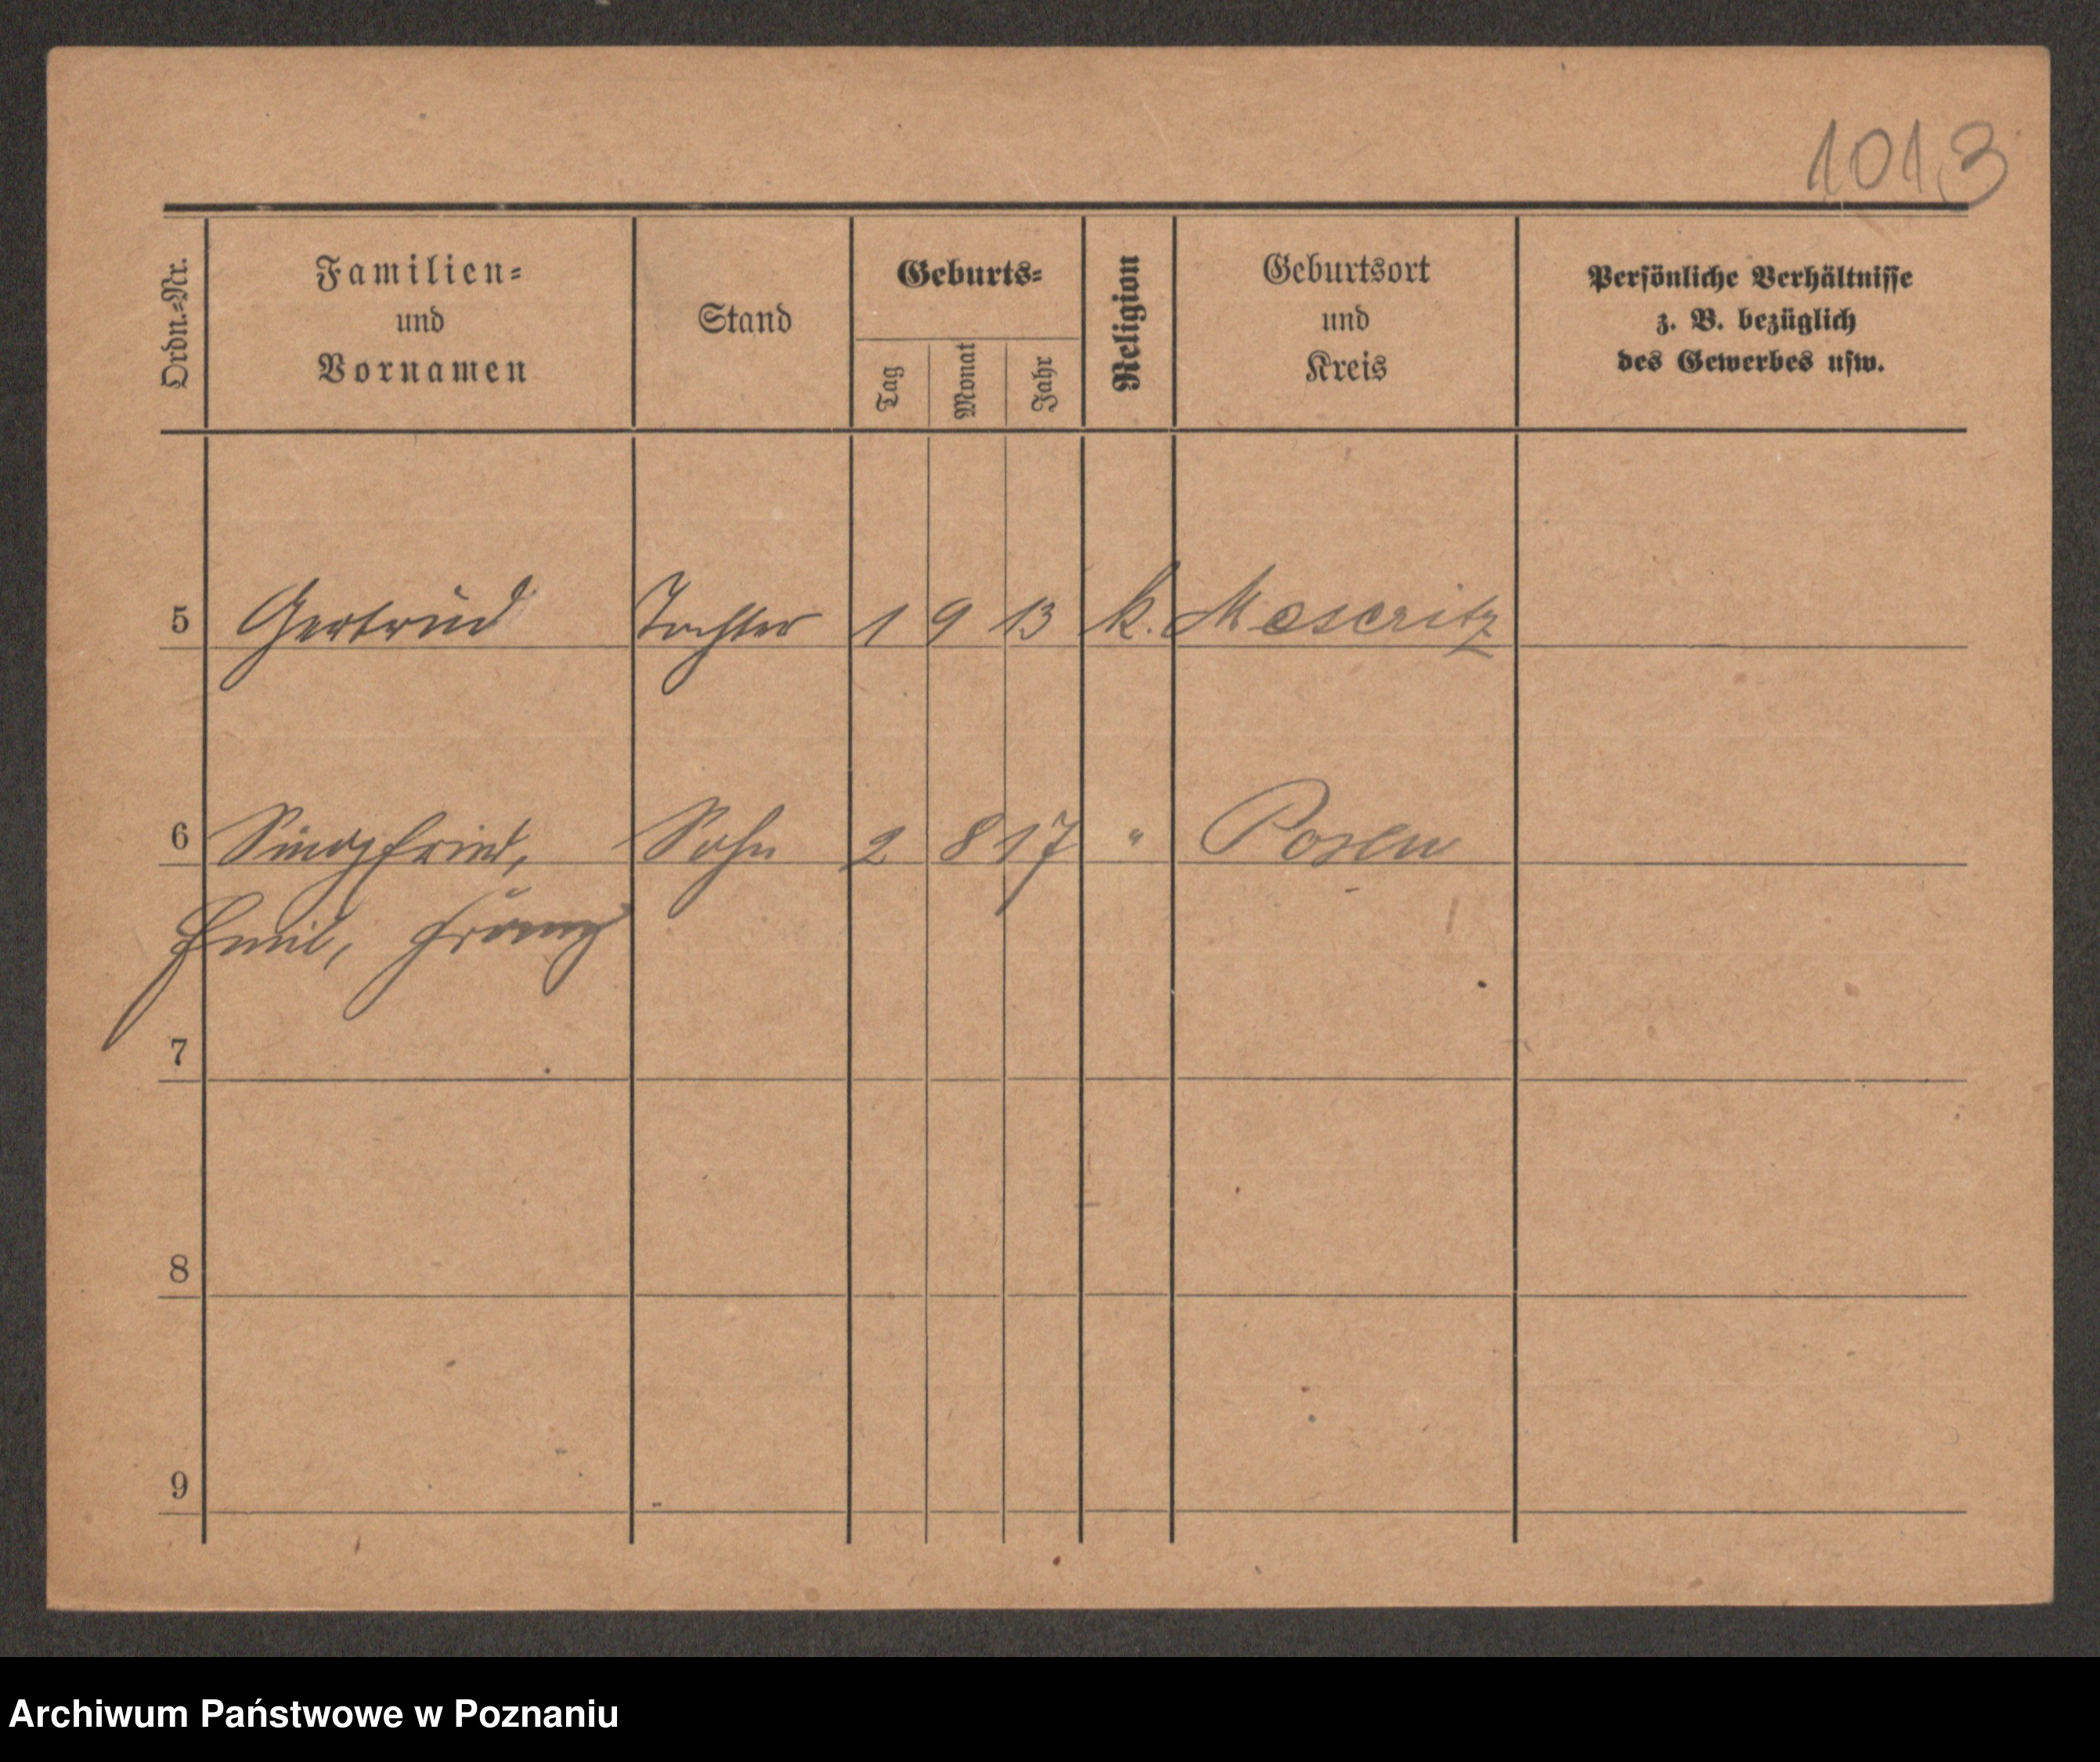 1013
Ordn.=Nr.
Familien=
und
Vornamen
Stand
Geburts=
Tag
Monat
Jahr
Religion
Geburtsort
und
Kreis
Persönliche Verhältnisse
z. B. bezüglich
des Gewerbes usw.
5 Gertrud Tochter 1 9 13 k. Meseritz
6 Sohn 2 8 17 " Posen
Emil, Franz
7
8
9
Archiwum Państwowe w Poznaniu